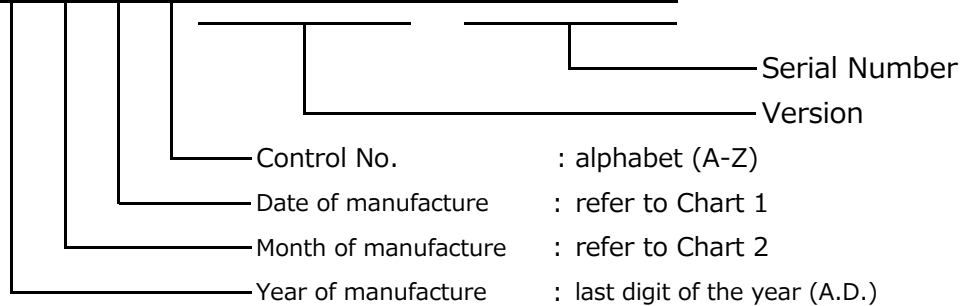 Serial Number
Version
Control No. : alphabet (A-Z)
Date of manufacture : refer to Chart 1
Month of manufacture : refer to Chart 2
Year of manufacture : last digit of the year (A.D.)